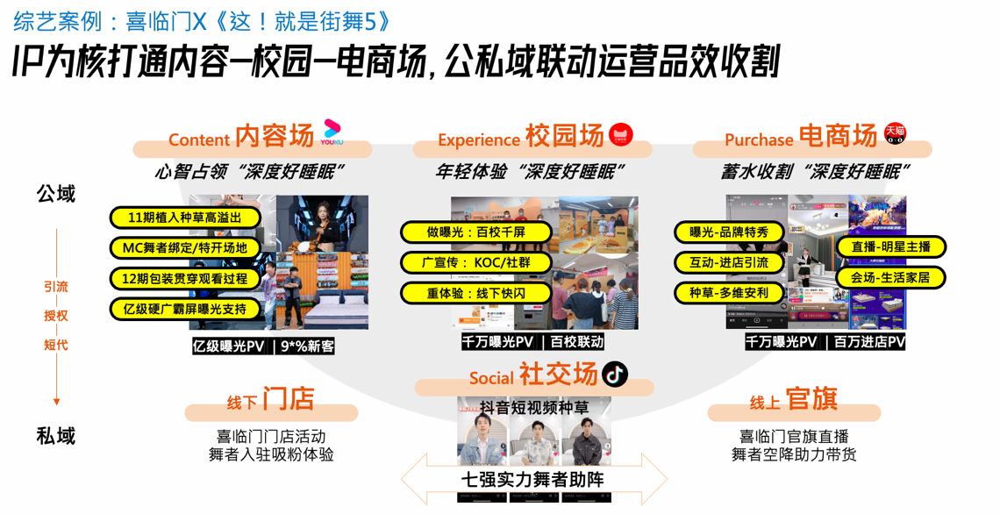 综艺案例：喜临门X《这！就是街舞5》
IP为核打通内容—校园—电商场，公私域联动运营品效收割
Content 内容场
YOUKU
Experience 校园场
Purchase 电商场
天猫
心智占领“深度好睡眠”
年轻体验“深度好睡眠”
蓄水收割“深度好睡眠”
公域
引流
授权
短代
私域
11期植入种草高溢出
MC舞者绑定/特开场地
12期包装贯穿观看过程
亿级硬广霸屏曝光支持
亿级曝光PV ｜9*%新客
做曝光：百校千屏
广宣传：KOC/社群
重体验：线下快闪
千万曝光PV ｜百校联动
曝光-品牌特秀
互动-进店引流
种草-多维安利
直播-明星主播
会场-生活家居
千万曝光PV ｜百万进店PV
线下 门店
喜临门门店活动
舞者入驻吸粉体验
Social 社交场
抖音短视频种草
七强实力舞者助阵
线上 官旗
喜临门官旗直播
舞者空降助力带货